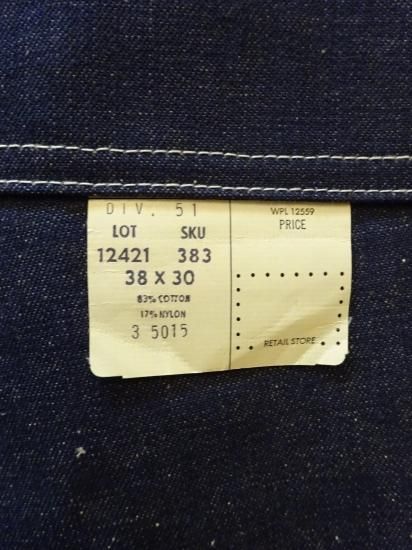 DIV. 51
LOT SKU
12421 383
38 X 30
83% COTTON
17% NYLON
3 5015
WPL 12559
PRICE
RETAIL STORE